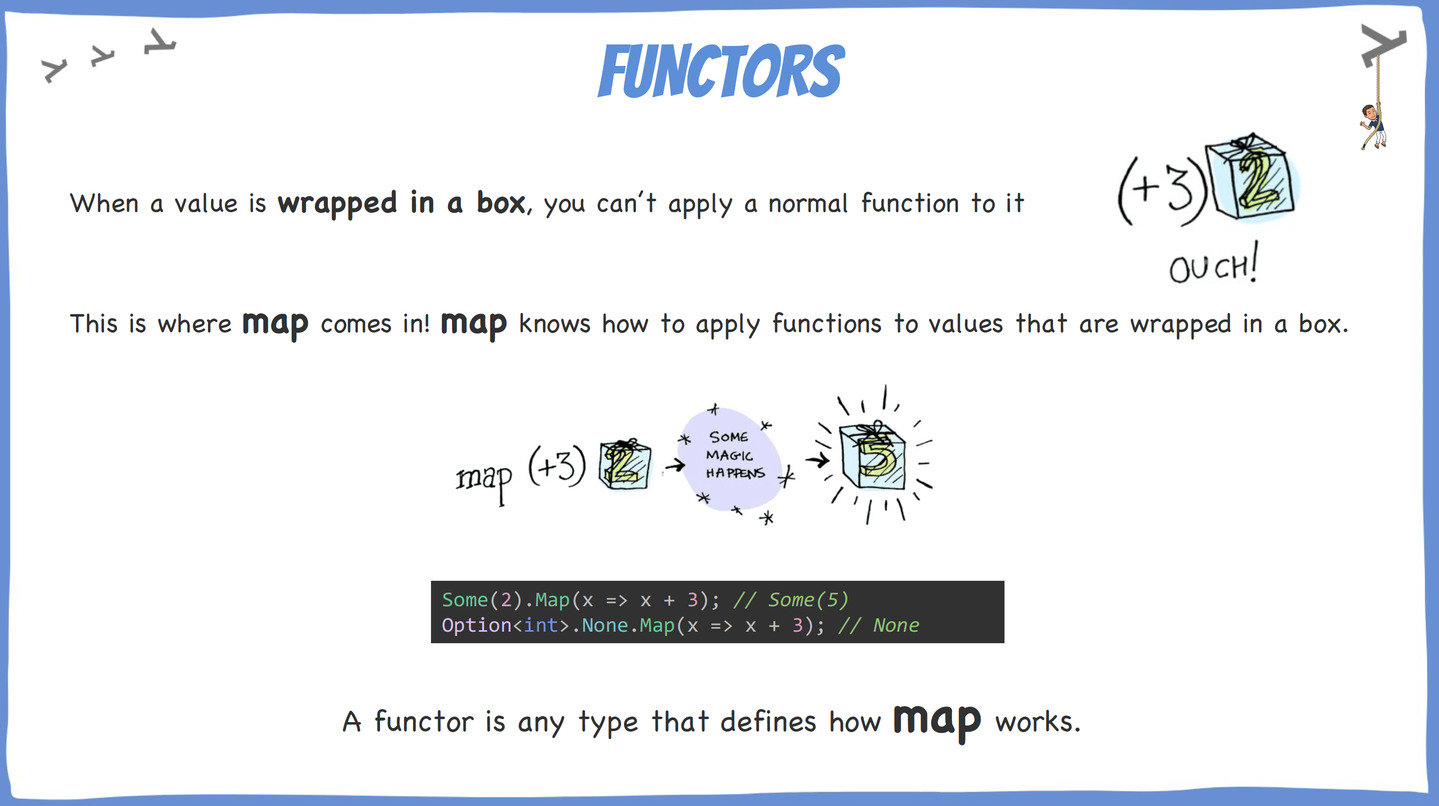 FUNCTORS
When a value is wrapped in a box, you can't apply a normal function to it
(+3) 2
OUCH!
This is where map comes in! map knows how to apply functions to values that are wrapped in a box.
map (+3) 2 → SOME MAGIC HAPPENS → 5
Some(2).Map(x => x + 3); // Some(5)
Option<int>.None.Map(x => x + 3); // None
A functor is any type that defines how map works.